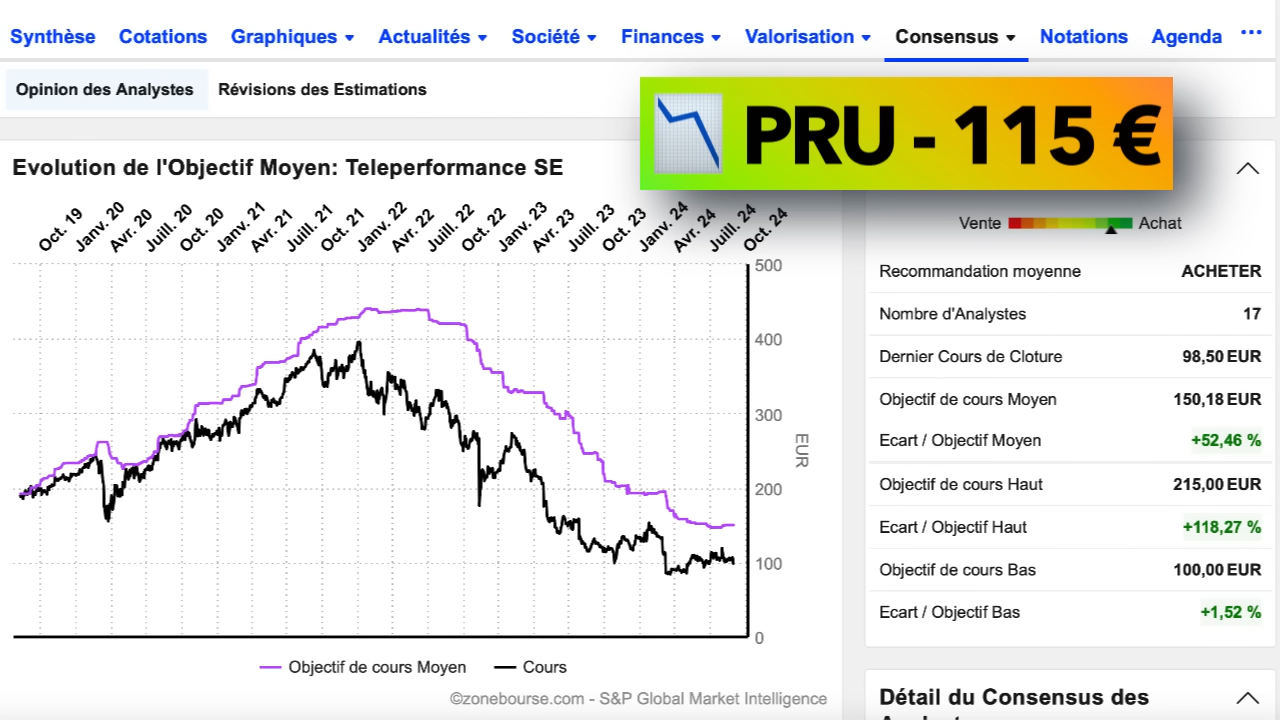 Synthèse Cotations Graphiques Actualités Société Finances Valorisation Consensus Notations Agenda ...
Opinion des Analystes Révisions des Estimations
PRU - 115 €
Evolution de l'Objectif Moyen: Teleperformance SE
Oct. 19 Janv. 20 Avr. 20 Juill. 20 Oct. 20 Janv. 21 Avr. 21 Juill. 21 Oct. 21 Janv. 22 Avr. 22 Juill. 22 Oct. 22 Janv. 23 Avr. 23 Juill. 23 Oct. 23 Janv. 24 Avr. 24 Juill. 24 Oct. 24
500
400
300
200
100
0
EUR
Objectif de cours Moyen Cours
©zonebourse.com - S&P Global Market Intelligence
Vente Achat
Recommandation moyenne ACHETER
Nombre d'Analystes 17
Dernier Cours de Cloture 98,50 EUR
Objectif de cours Moyen 150,18 EUR
Ecart / Objectif Moyen +52,46 %
Objectif de cours Haut 215,00 EUR
Ecart / Objectif Haut +118,27 %
Objectif de cours Bas 100,00 EUR
Ecart / Objectif Bas +1,52 %
Détail du Consensus des